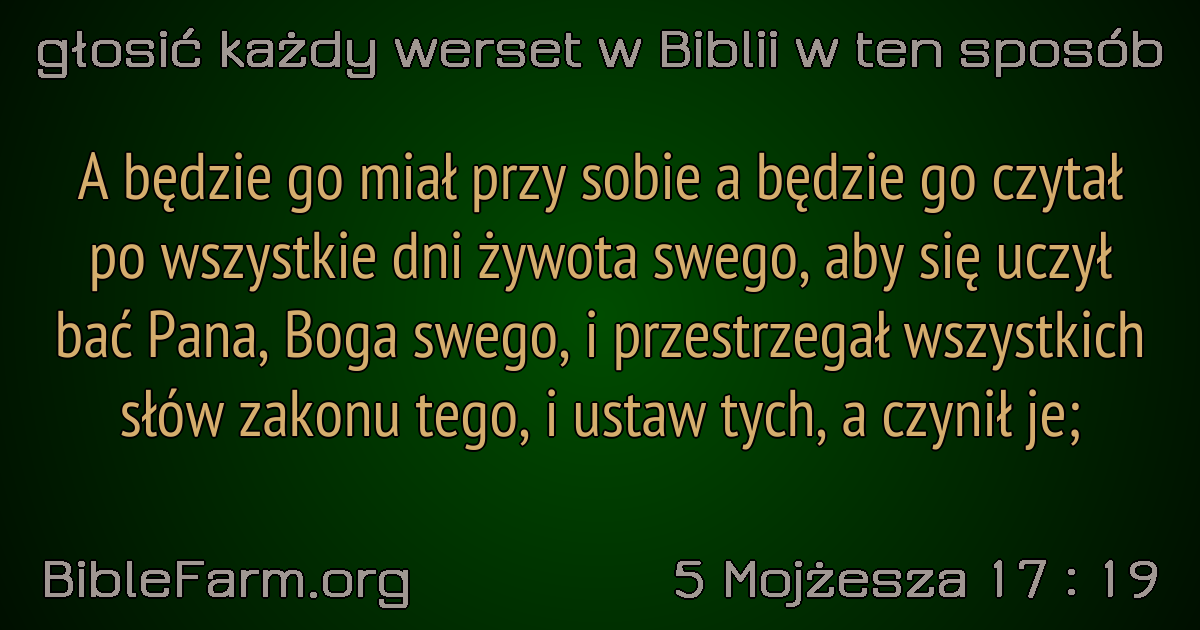 głosić każdy werset w Biblii w ten sposób
A będzie go miał przy sobie a będzie go czytał
po wszystkie dni żywota swego, aby się uczył
bać Pana, Boga swego, i przestrzegał wszystkich
słów zakonu tego, i ustaw tych, a czynił je;
BibleFarm.org
5 Mojżesza 17 : 19